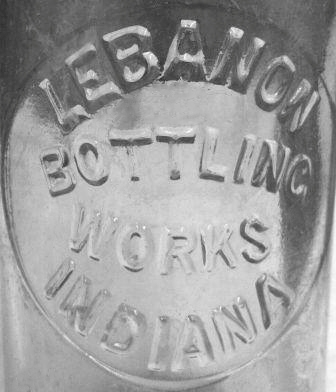 LEBANON
BOTTLING
WORKS
INDIANA